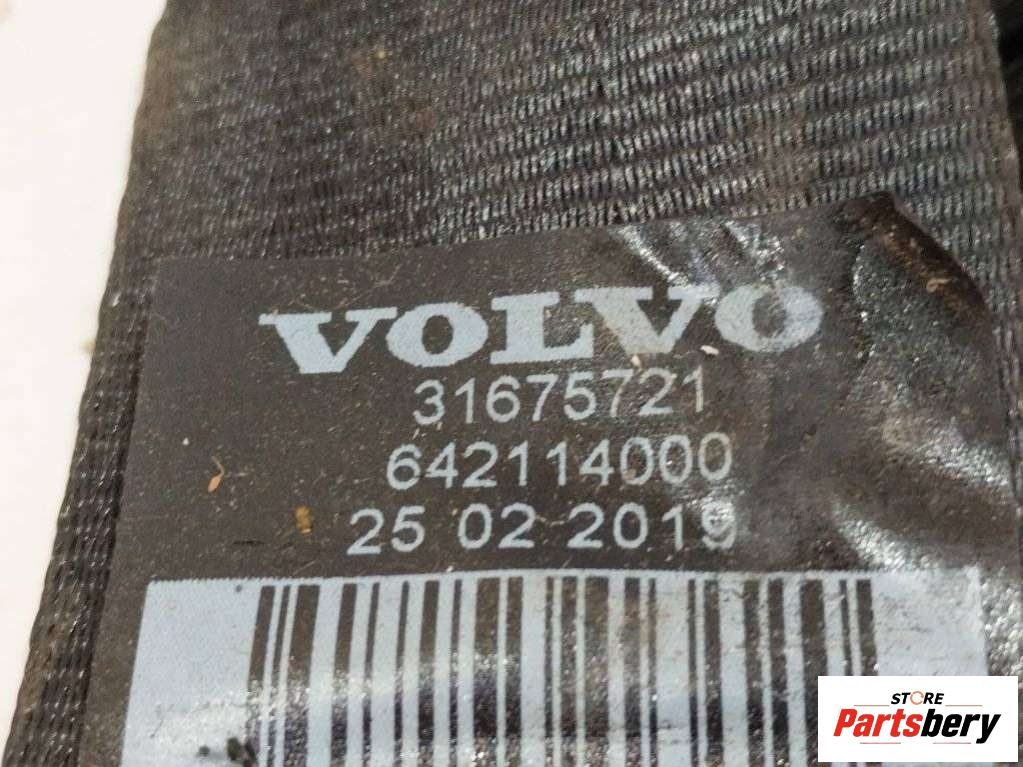 VOLVO
31675721
642114000
25 02 2019
STORE
Partsbery